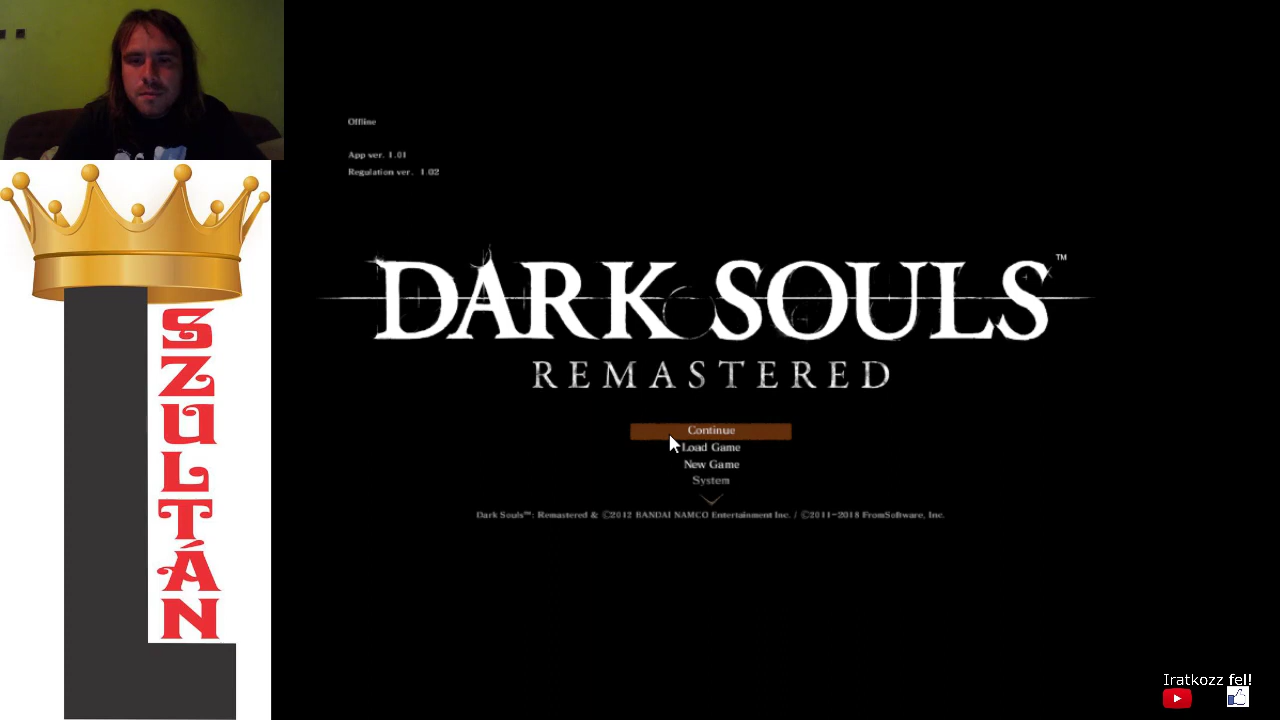 Offline
App ver. 1.01
Regulation ver. 1.02
DARK SOULS™
REMASTERED
Continue
Load Game
New Game
System
Dark Souls™: Remastered & ©2012 BANDAI NAMCO Entertainment Inc. / ©2011-2018 FromSoftware, Inc.
L SZULTÁN
Iratkozz fel!